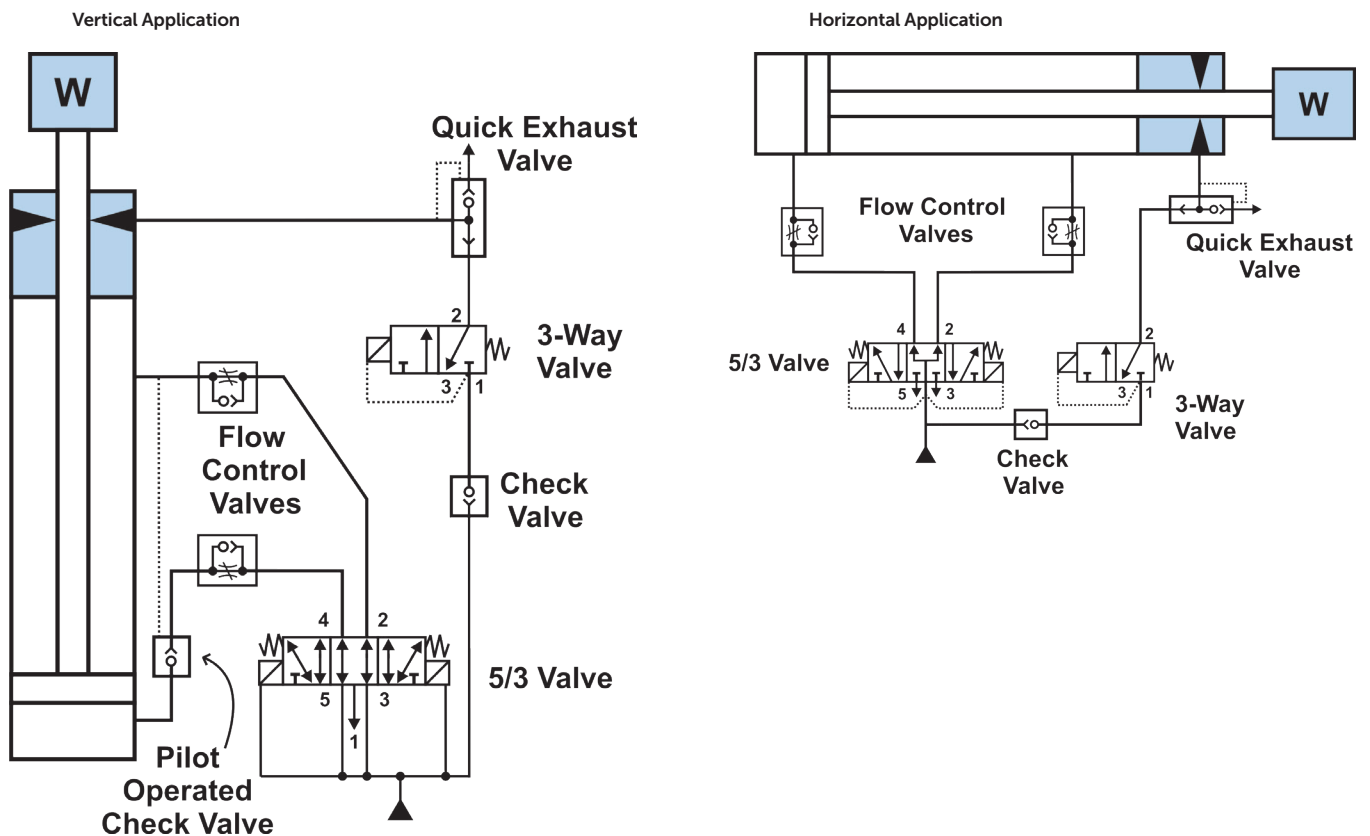 Vertical Application
W
Quick Exhaust
Valve
2
3-Way
Valve
3 1
Flow
Control
Valves
Check
Valve
4 2
5/3 Valve
5 3
1
Pilot
Operated
Check Valve
Horizontal Application
W
Flow Control
Valves
Quick Exhaust
Valve
4 2
5/3 Valve
5 3
2
3 1
3-Way
Valve
Check
Valve